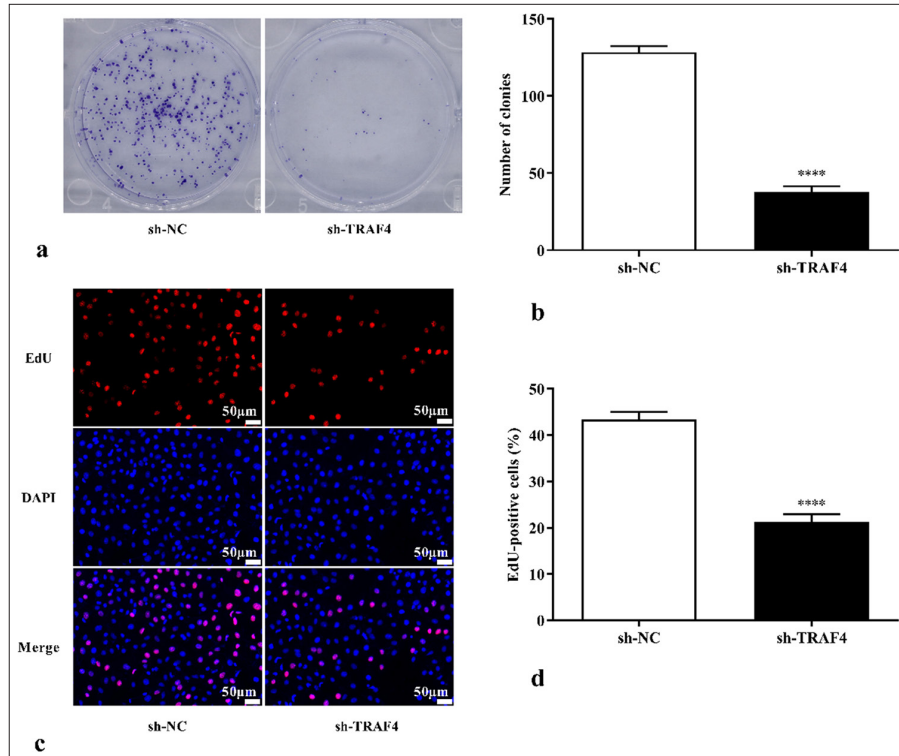 sh-NC
sh-TRAF4
a
4
5
150
100
50
0
Number of clonies
****
sh-NC
sh-TRAF4
b
EdU
50μm
50μm
DAPI
50μm
50μm
Merge
50μm
50μm
sh-NC
sh-TRAF4
c
50
40
30
20
10
0
EdU-positive cells (%)
****
sh-NC
sh-TRAF4
d